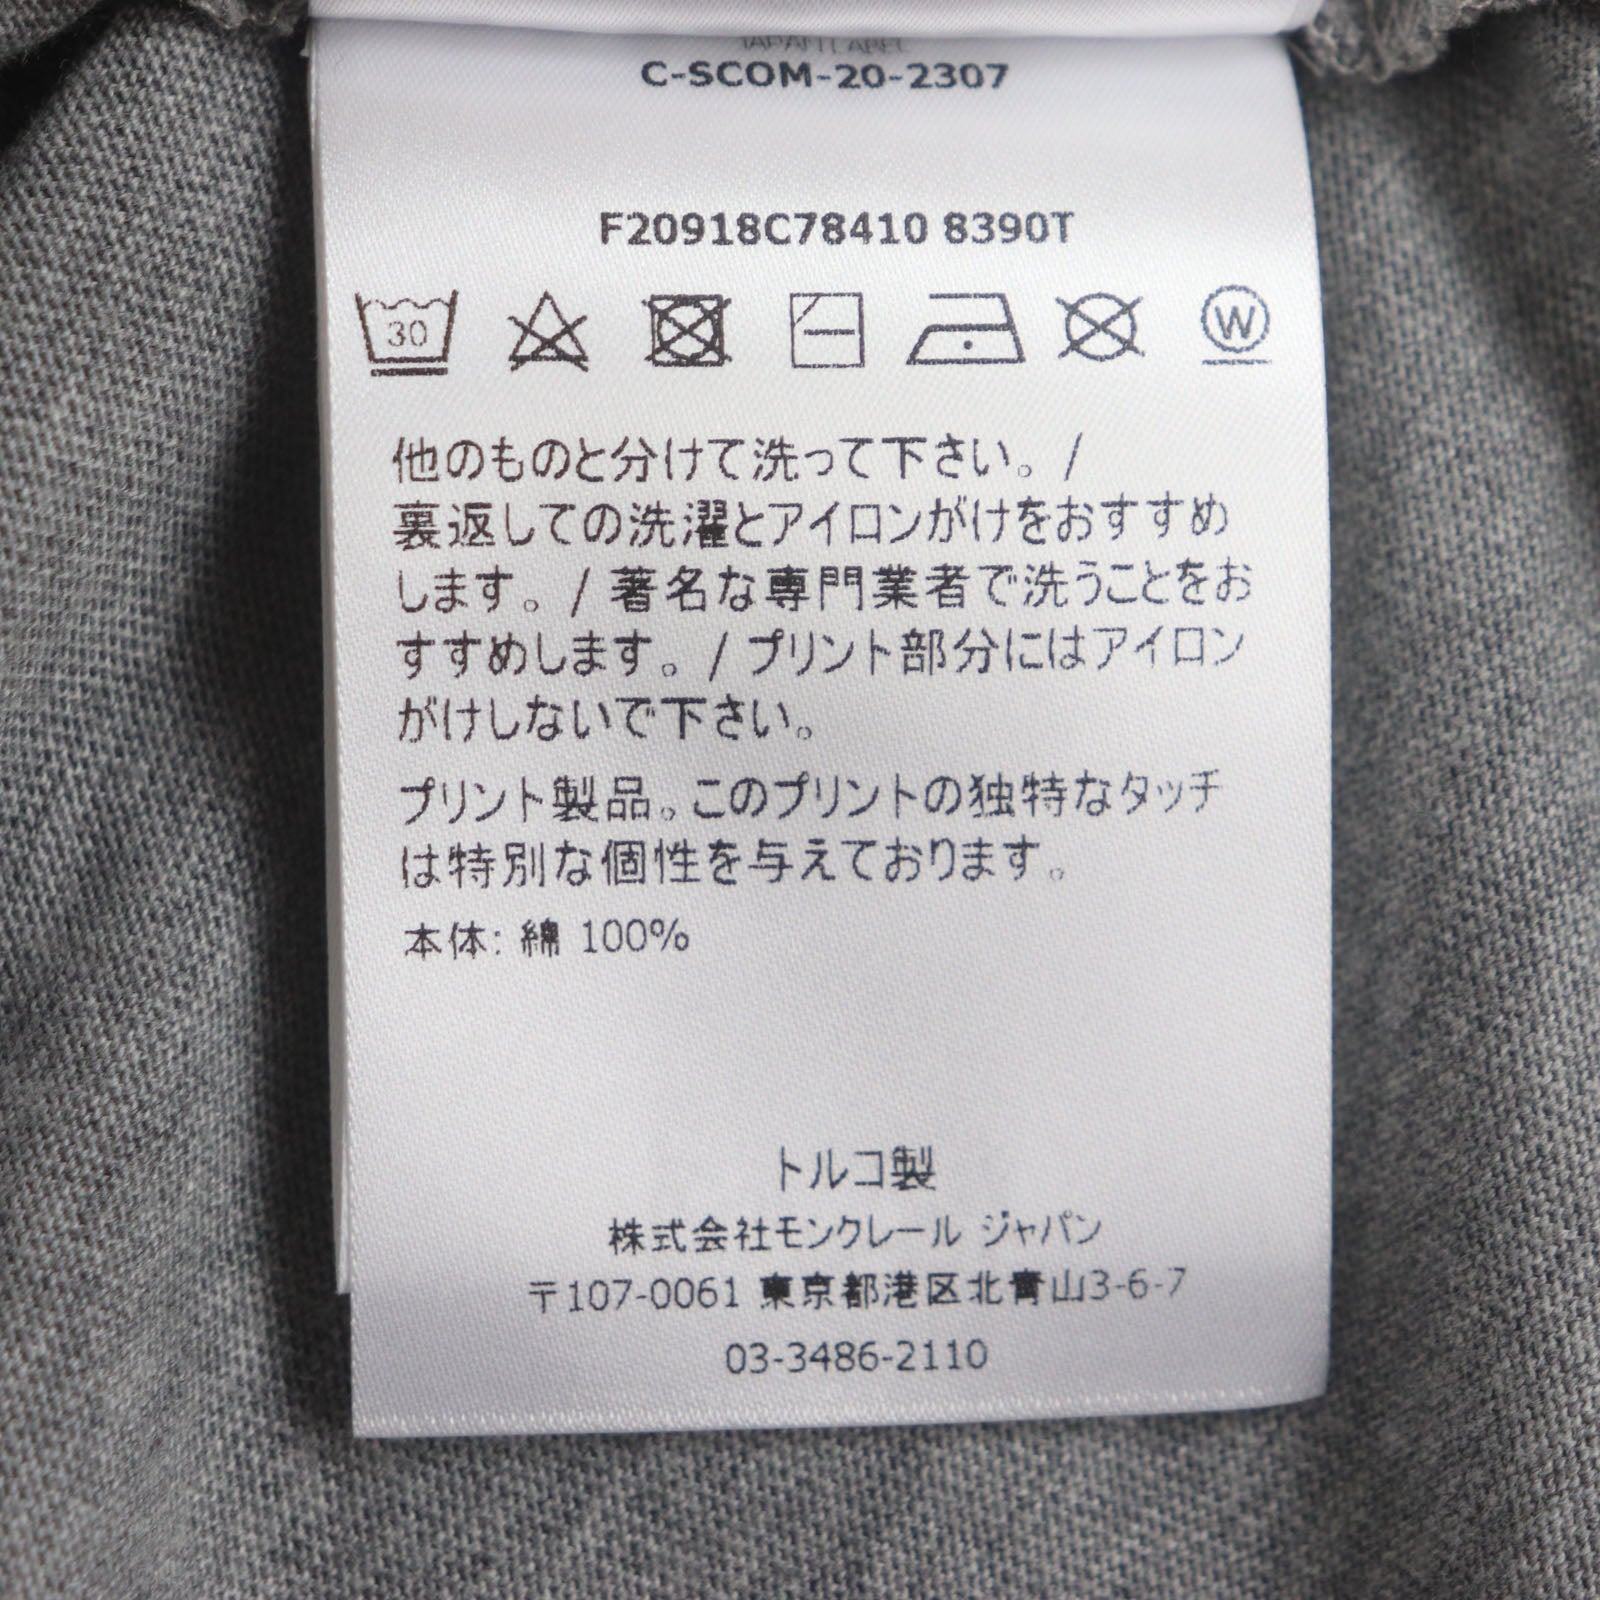 JAPAN LABEL
C-SCOM-20-2307
F20918C78410 8390T
30
W
他のものと分けて洗って下さい。/
裏返しての洗濯とアイロンがけをおすすめ
します。/ 著名な専門業者で洗うことをお
すすめします。/ プリント部分にはアイロン
がけしないで下さい。
プリント製品。このプリントの独特なタッチ
は特別な個性を与えております。
本体: 綿 100%
トルコ製
株式会社モンクレール ジャパン
〒107-0061 東京都港区北青山3-6-7
03-3486-2110